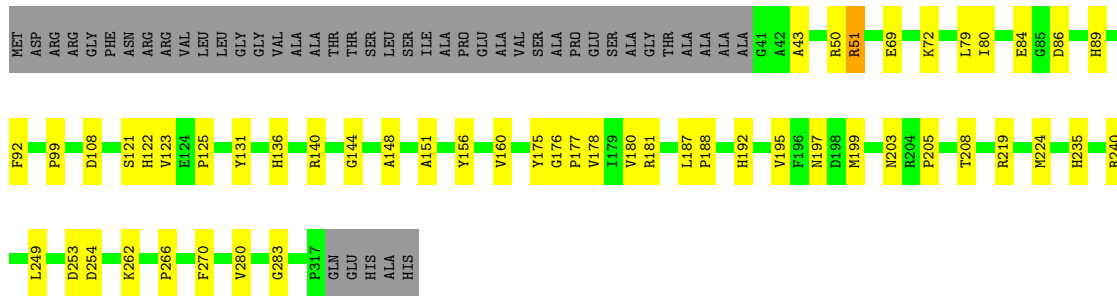 MET ASP ARG ARG GLY PHE ASN ARG ARG VAL LEU LEU GLY GLY VAL ALA ALA THR THR SER LEU SER ILE ALA PRO GLU ALA VAL SER ALA PRO GLU SER ALA GLY THR ALA ALA ALA ALA G41 A42 A43 R50 R51 E69 K72 L79 I80 E84 G85 D86 H89
F92 P99 D108 S121 H122 V123 E124 P125 Y131 H136 R140 G144 A148 A151 Y156 V160 Y175 G176 P177 V178 I179 V180 R181 L187 P188 H192 V195 F196 N197 D198 M199 N203 R204 P205 T208 R219 M224 H235 R240
L249 D253 D254 K262 P266 F270 V280 G283 P317 GLN GLU HIS ALA HIS